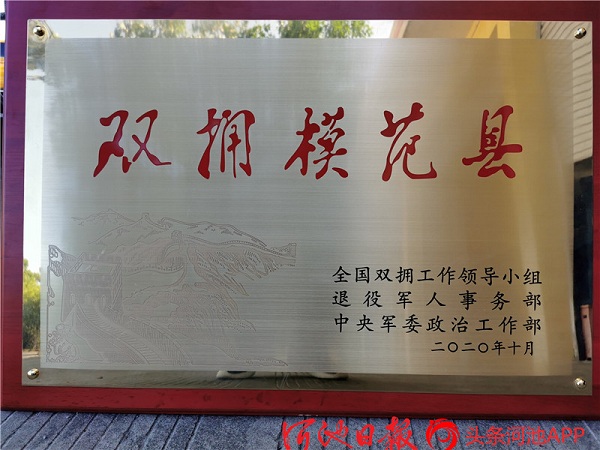 双拥模范县
全国双拥工作领导小组
退役军人事务部
中央军委政治工作部
二〇二〇年十月
河池日报 头条河池APP